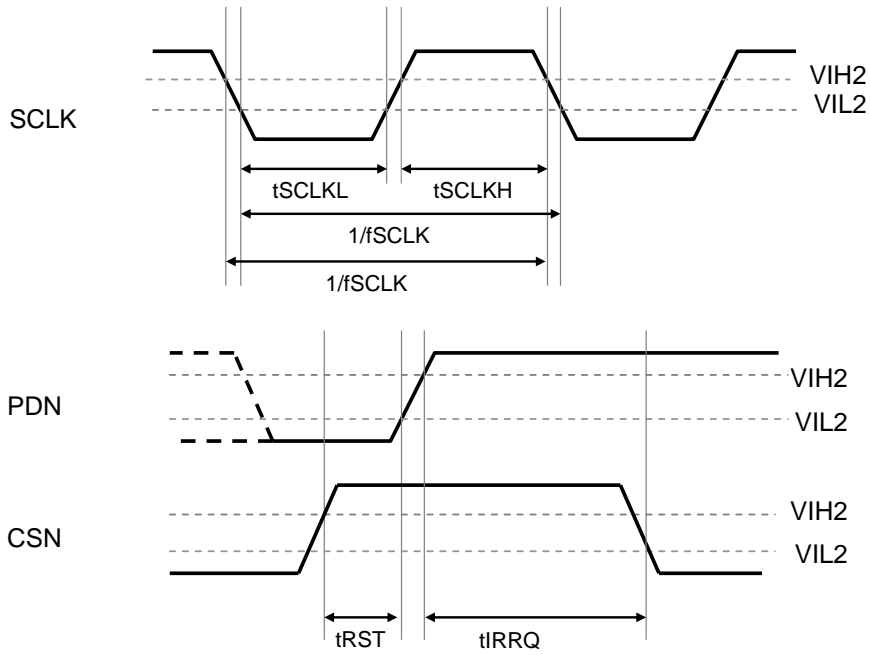 VIH2
VIL2
SCLK
tSCLKL
tSCLKH
1/fSCLK
1/fSCLK
VIH2
PDN
VIL2
VIH2
CSN
VIL2
tRST
tIRRQ